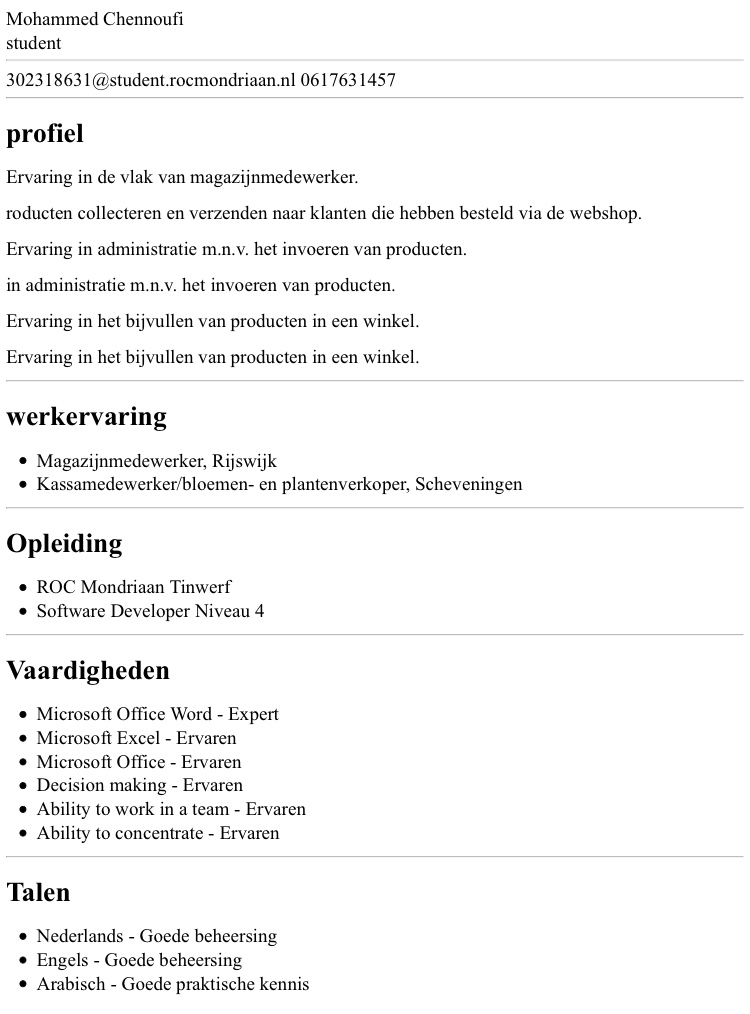 Mohammed Chennoufi
student
302318631@student.rocmondriaan.nl 0617631457
profiel
Ervaring in de vlak van magazijnmedewerker.
roducten collecteren en verzenden naar klanten die hebben besteld via de webshop.
Ervaring in administratie m.n.v. het invoeren van producten.
in administratie m.n.v. het invoeren van producten.
Ervaring in het bijvullen van producten in een winkel.
Ervaring in het bijvullen van producten in een winkel.
werkervaring
Magazijnmedewerker, Rijswijk
Kassamedewerker/bloemen- en plantenverkoper, Scheveningen
Opleiding
ROC Mondriaan Tinwerf
Software Developer Niveau 4
Vaardigheden
Microsoft Office Word - Expert
Microsoft Excel - Ervaren
Microsoft Office - Ervaren
Decision making - Ervaren
Ability to work in a team - Ervaren
Ability to concentrate - Ervaren
Talen
Nederlands - Goede beheersing
Engels - Goede beheersing
Arabisch - Goede praktische kennis